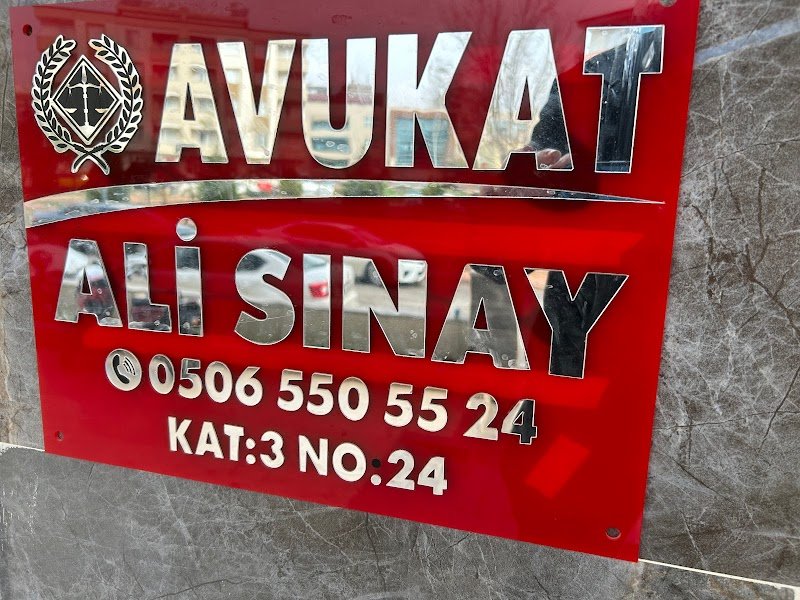 AVUKAT
ALİ SINAY
0506 550 55 24
KAT:3 NO:24